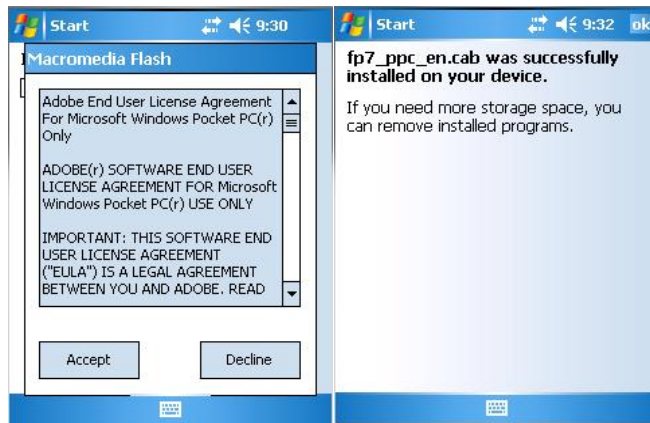 Start 9:30
Macromedia Flash
Adobe End User License Agreement
For Microsoft Windows Pocket PC(r)
Only
ADOBE(r) SOFTWARE END USER
LICENSE AGREEMENT FOR Microsoft
Windows Pocket PC(r) USE ONLY
IMPORTANT: THIS SOFTWARE END
USER LICENSE AGREEMENT
("EULA") IS A LEGAL AGREEMENT
BETWEEN YOU AND ADOBE. READ
Accept Decline
Start 9:32 ok
fp7_ppc_en.cab was successfully
installed on your device.
If you need more storage space, you
can remove installed programs.